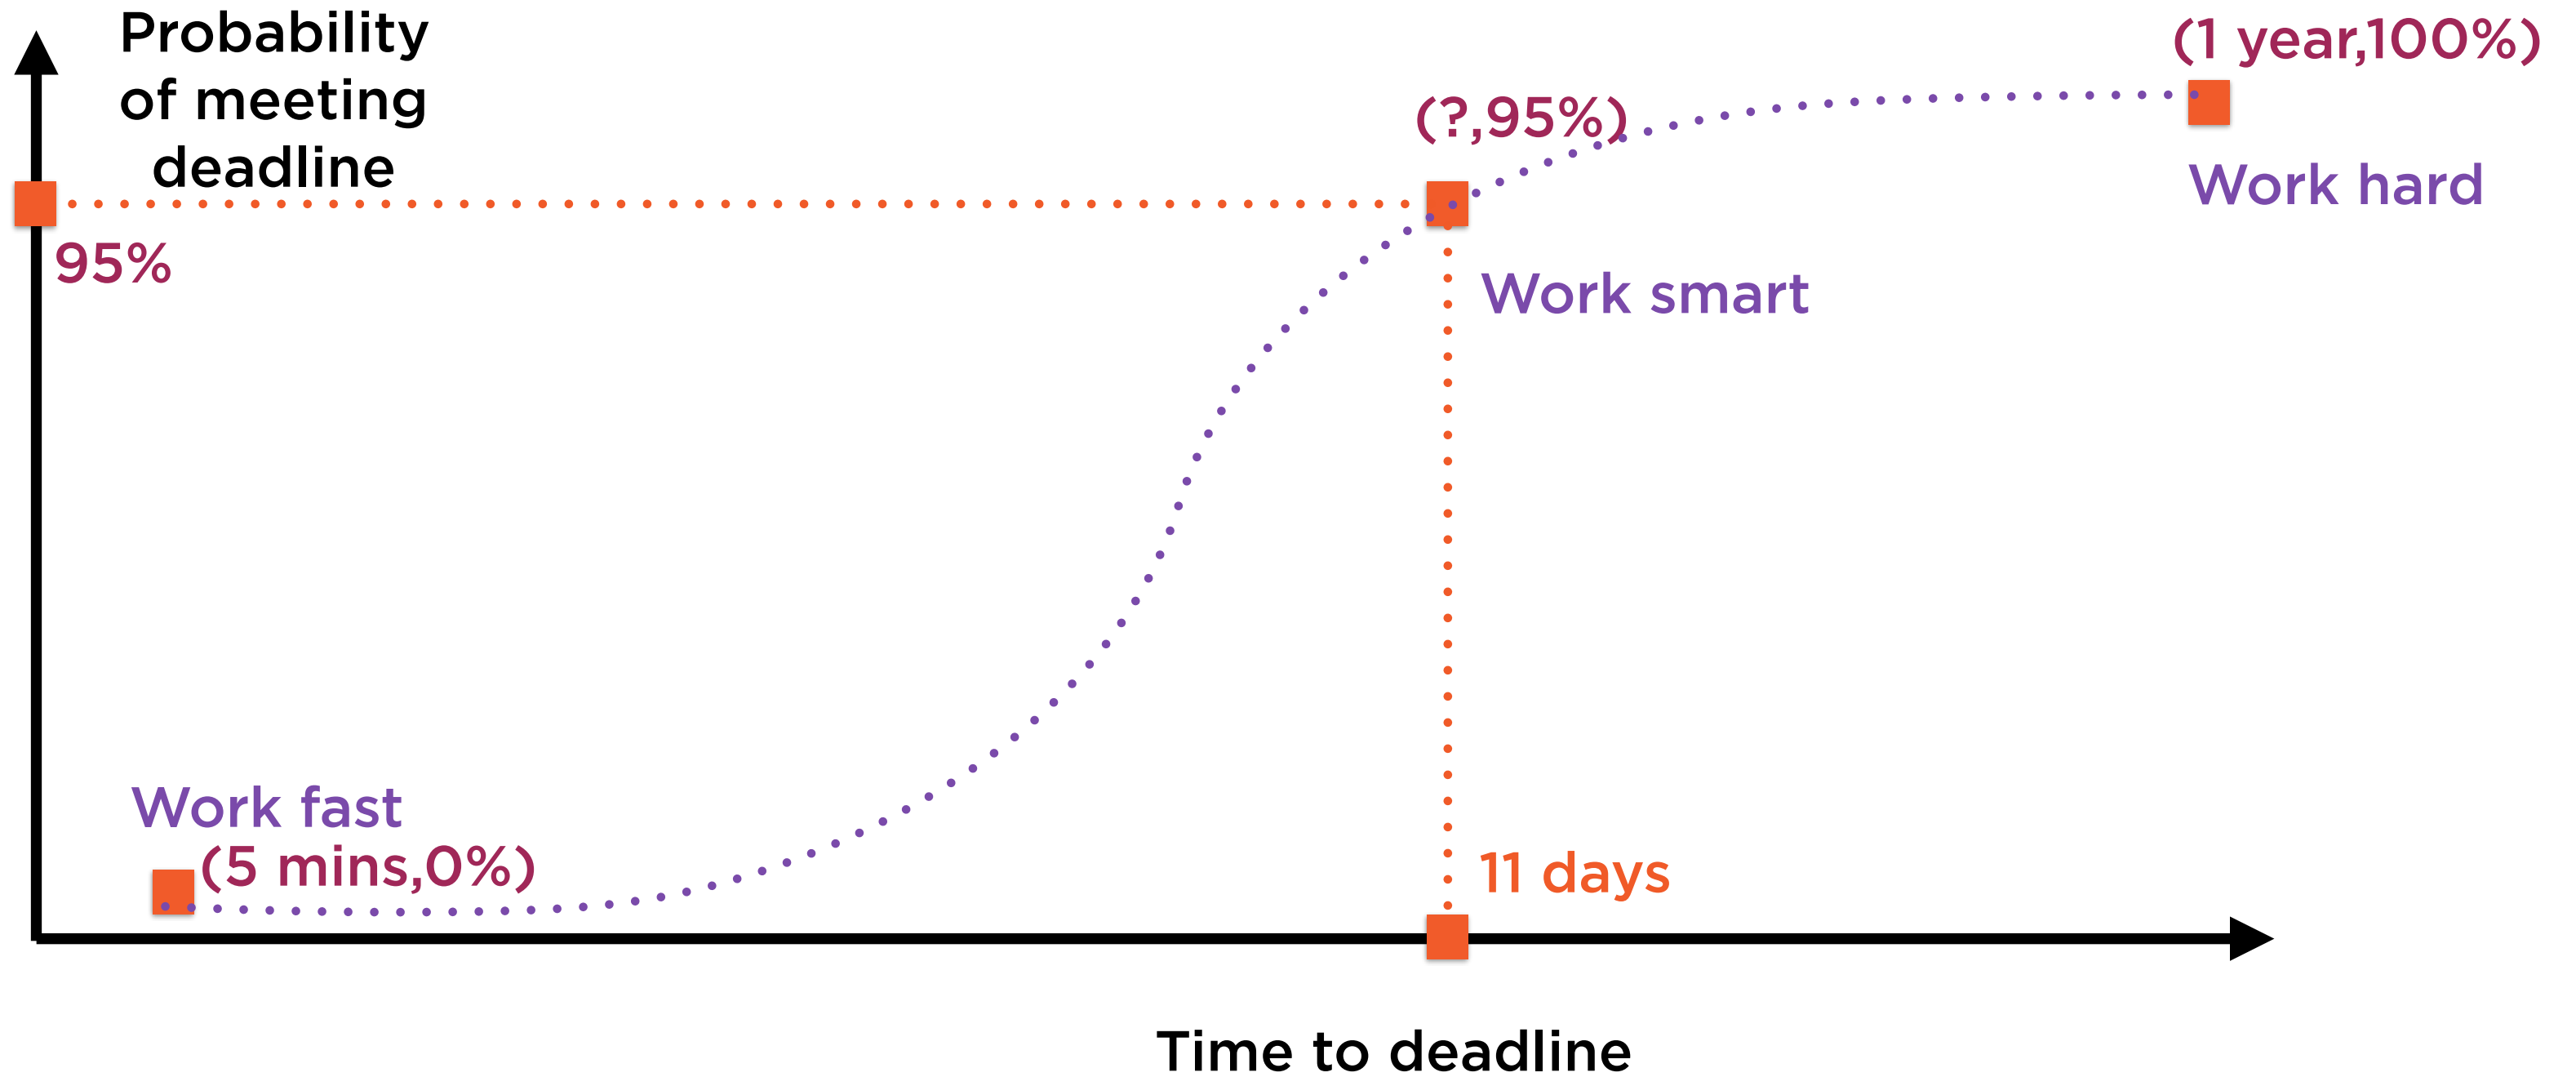 Probability
of meeting
deadline
(1 year,100%)
(?,95%)
Work hard
95%
Work smart
Work fast
(5 mins,0%)
11 days
Time to deadline